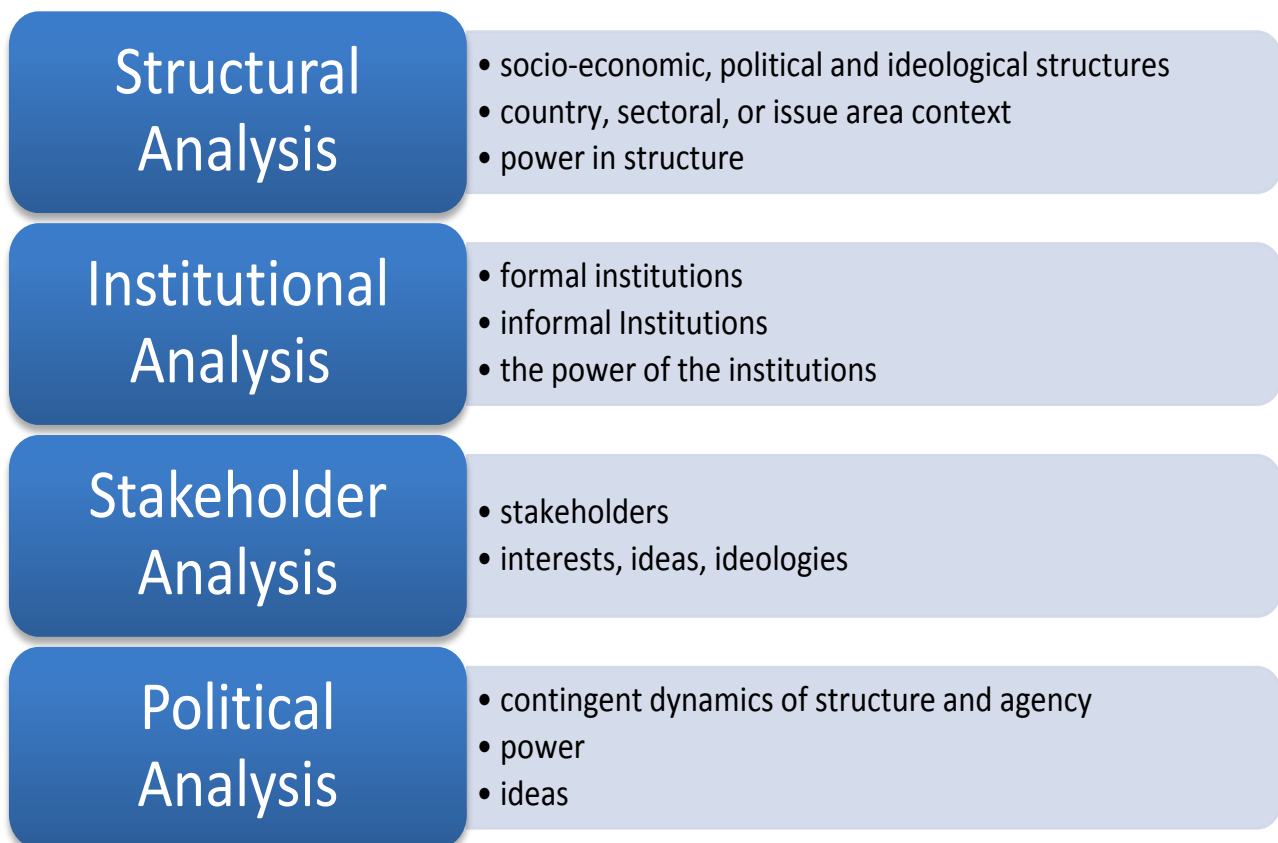 Structural
Analysis
• socio-economic, political and ideological structures
• country, sectoral, or issue area context
• power in structure
Institutional
Analysis
• formal institutions
• informal Institutions
• the power of the institutions
Stakeholder
Analysis
• stakeholders
• interests, ideas, ideologies
Political
Analysis
• contingent dynamics of structure and agency
• power
• ideas